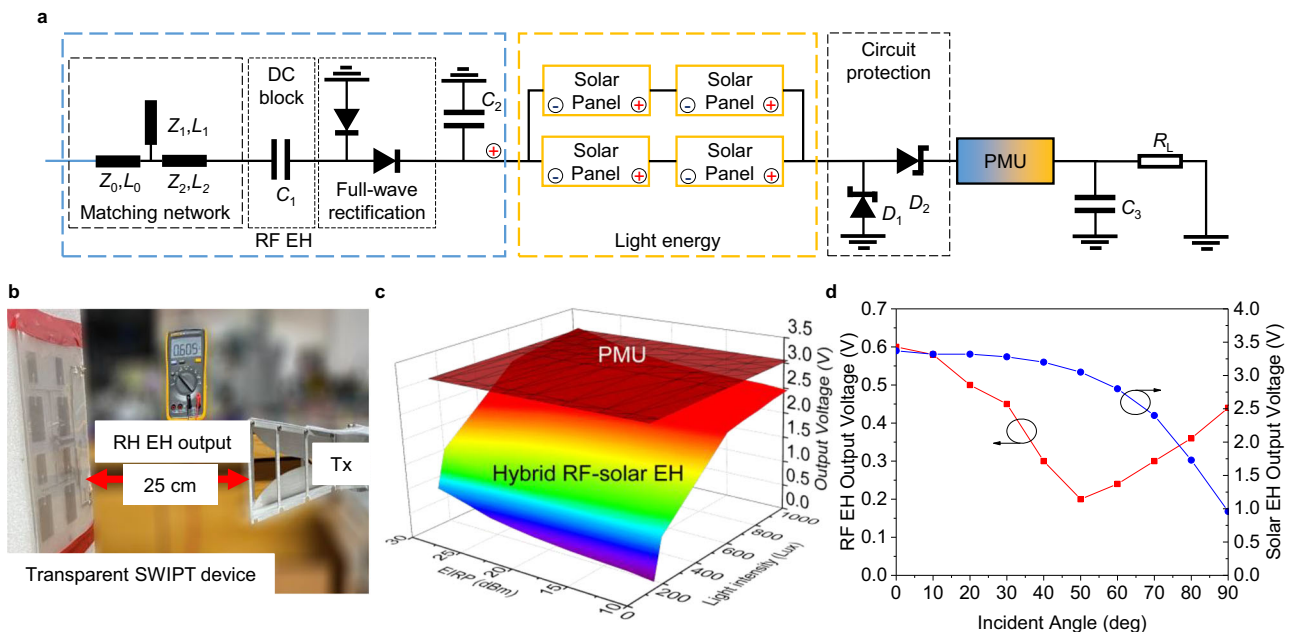 a
Z1,L1
Z0,L0
Z2,L2
Matching network
DC
block
C1
Full-wave
rectification
C2
+
RF EH
Solar
Panel
- +
Solar
Panel
- +
Solar
Panel
- +
Solar
Panel
- +
Light energy
Circuit
protection
D1
D2
PMU
C3
RL
b
0.605
RH EH output
25 cm
Tx
Transparent SWIPT device
c
PMU
Hybrid RF-solar EH
3.5
3.0
2.5
2.0
1.5
1.0
0.5
0.0
Output Voltage (V)
1000
800
600
400
200
0
Light intensity (Lux)
30
25
20
15
10
EIRP (dBm)
d
0.7
0.6
0.5
0.4
0.3
0.2
0.1
0.0
RF EH Output Voltage (V)
4.0
3.5
3.0
2.5
2.0
1.5
1.0
0.5
0.0
Solar EH Output Voltage (V)
0 10 20 30 40 50 60 70 80 90
Incident Angle (deg)